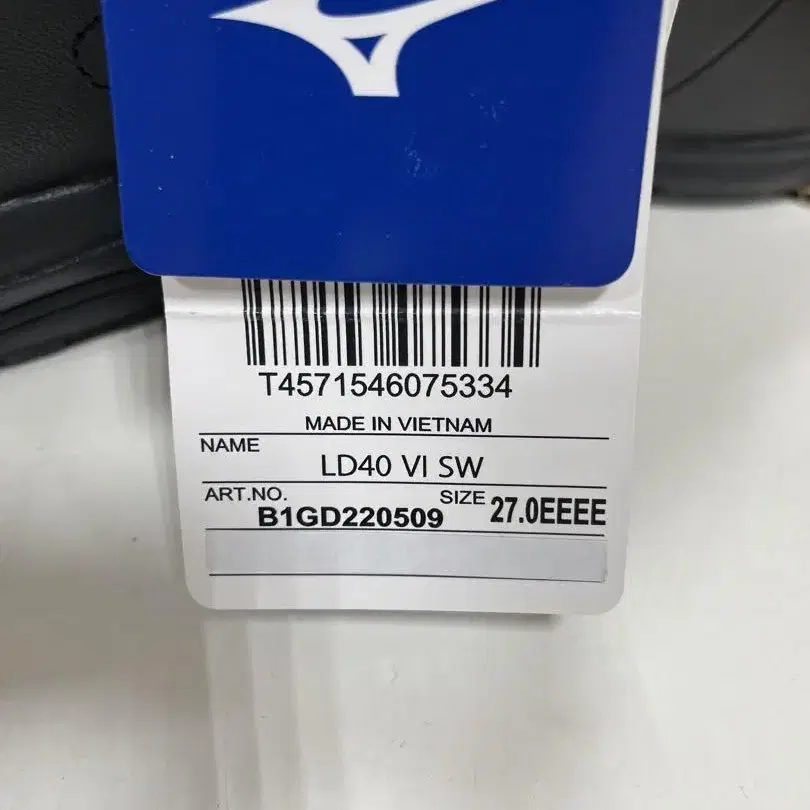 T4571546075334
MADE IN VIETNAM
NAME
LD40 VI SW
ART.NO.
B1GD220509
SIZE 27.0EEEE